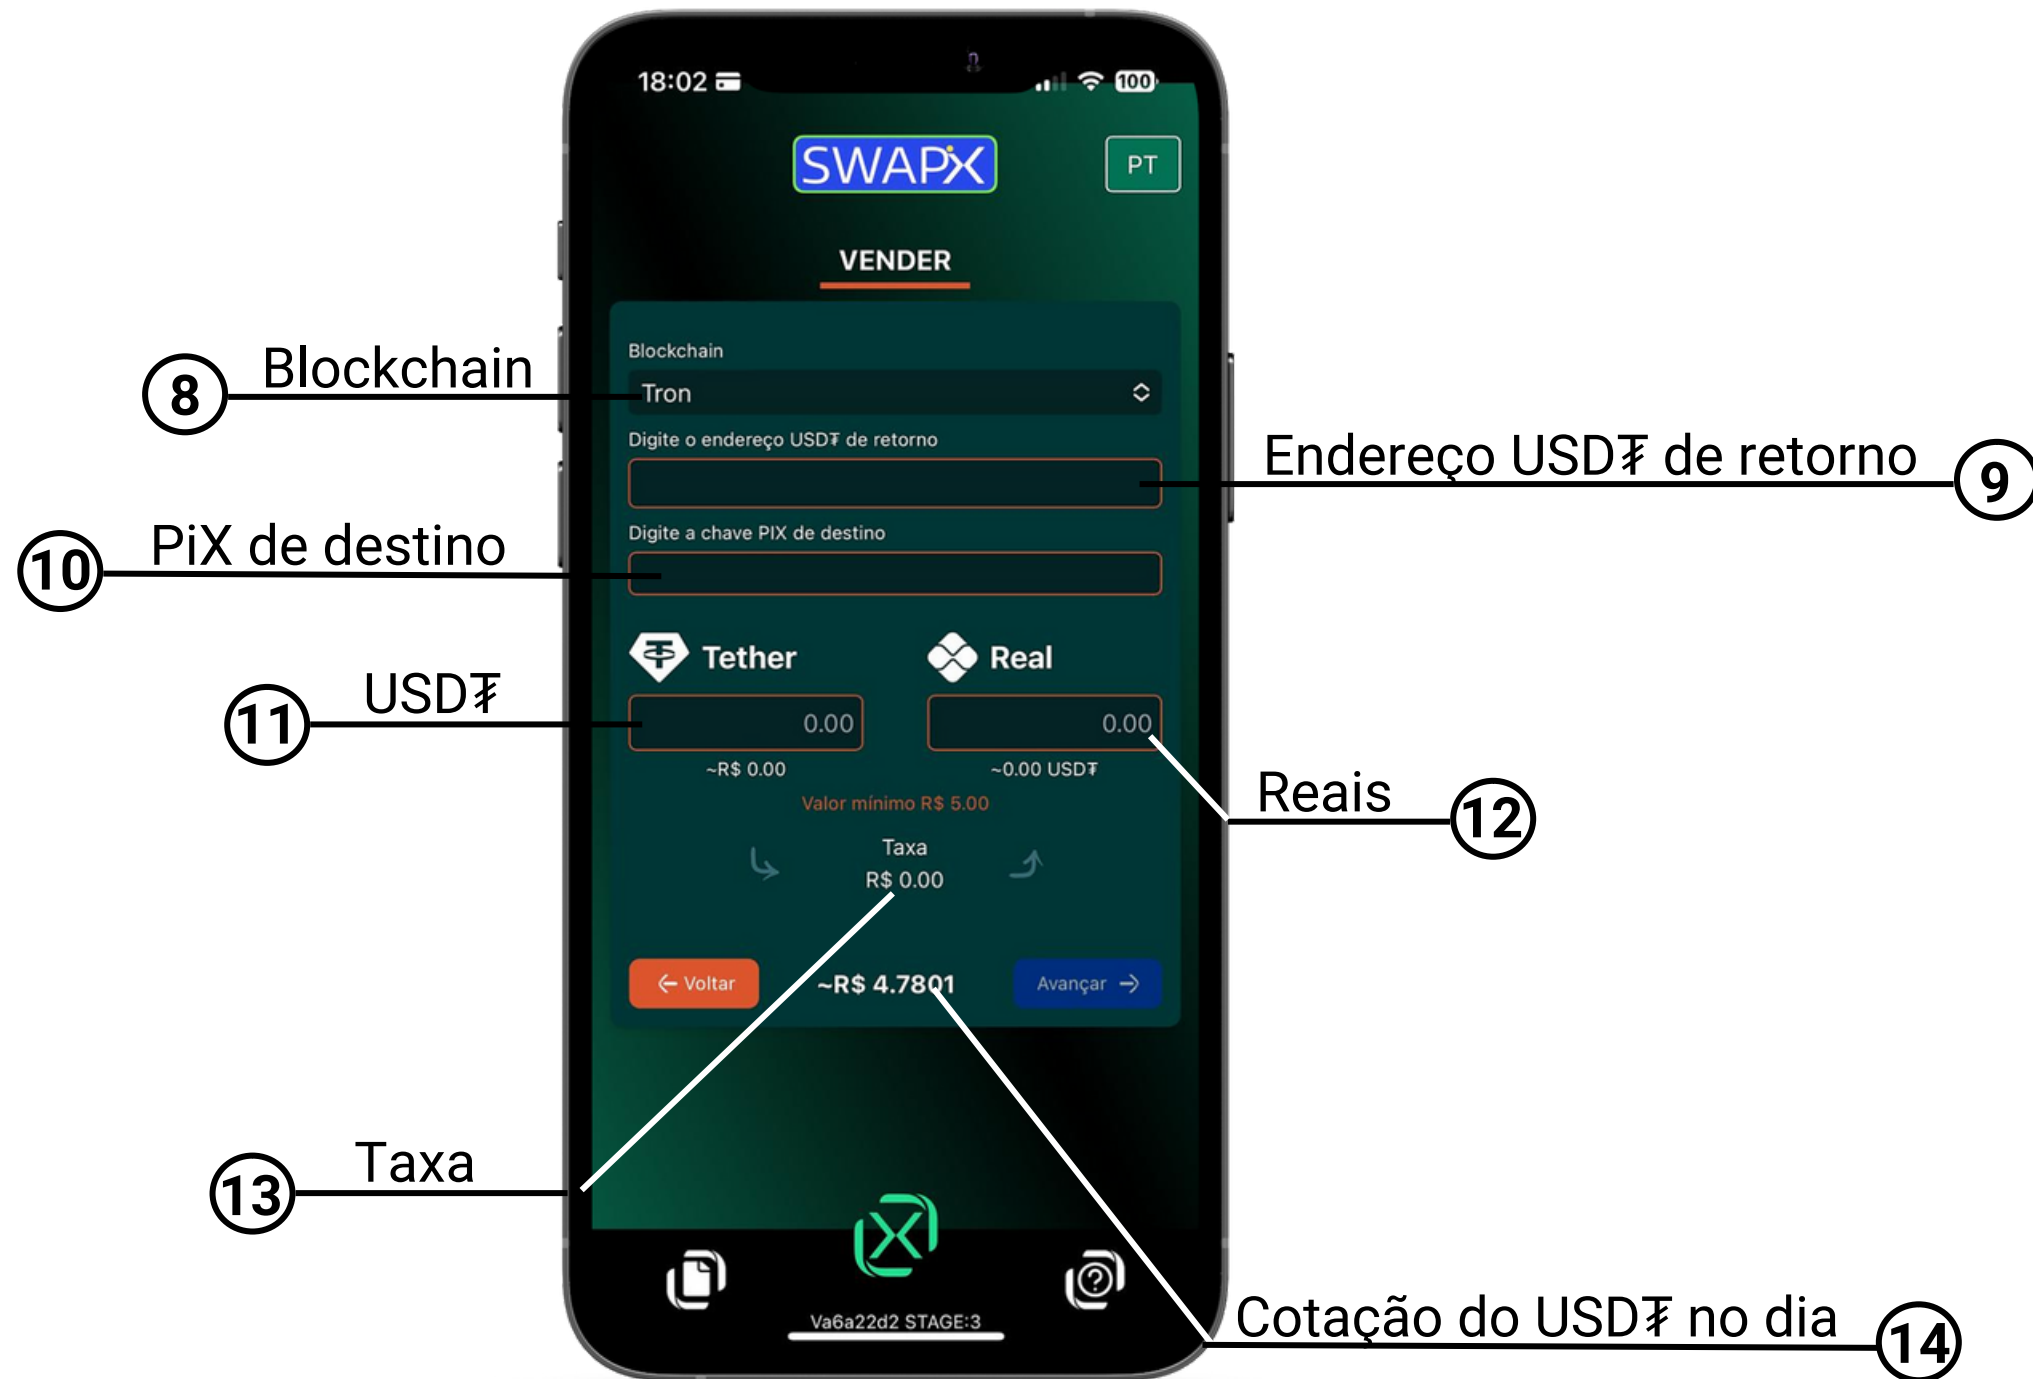 18:02
100
SWAPX
PT
VENDER
Blockchain
8
Blockchain
Tron
Digite o endereço USD₮ de retorno
Endereço USD₮ de retorno
9
PiX de destino
10
Digite a chave PIX de destino
Tether
Real
USD₮
11
0.00
0.00
~R$ 0.00
~0.00 USD₮
Valor mínimo R$ 5.00
Reais
12
Taxa
R$ 0.00
Voltar
~R$ 4.7801
Avançar
Taxa
13
Va6a22d2 STAGE:3
Cotação do USD₮ no dia
14